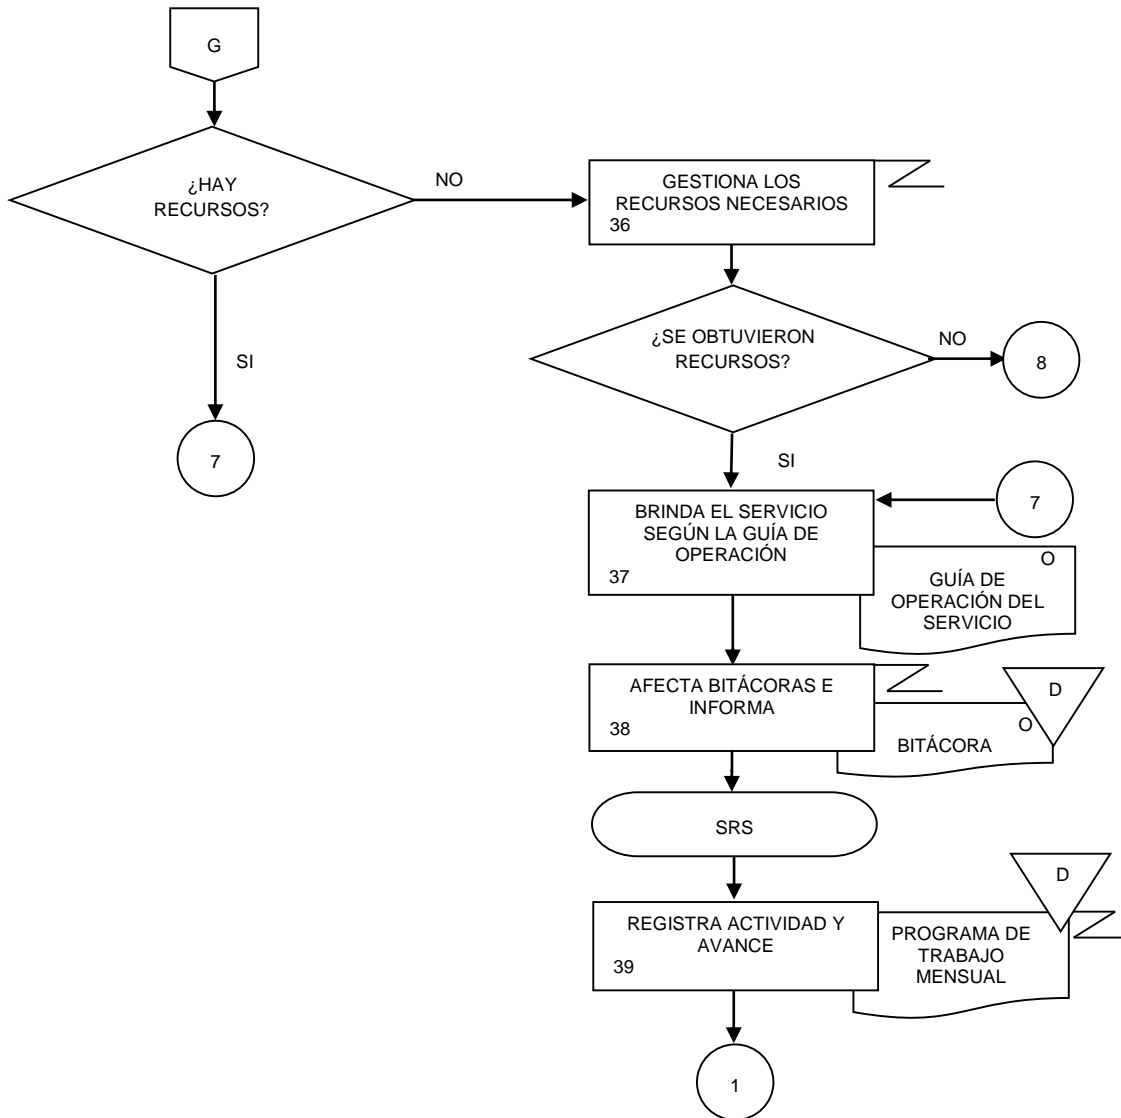 G
¿HAY
RECURSOS?
NO
GESTIONA LOS
RECURSOS NECESARIOS
36
¿SE OBTUVIERON
RECURSOS?
NO
8
SI
7
SI
7
BRINDA EL SERVICIO
SEGÚN LA GUÍA DE
OPERACIÓN
37
O
GUÍA DE
OPERACIÓN DEL
SERVICIO
AFECTA BITÁCORAS E
INFORMA
38
D
O
BITÁCORA
SRS
D
REGISTRA ACTIVIDAD Y
AVANCE
39
PROGRAMA DE
TRABAJO
MENSUAL
1